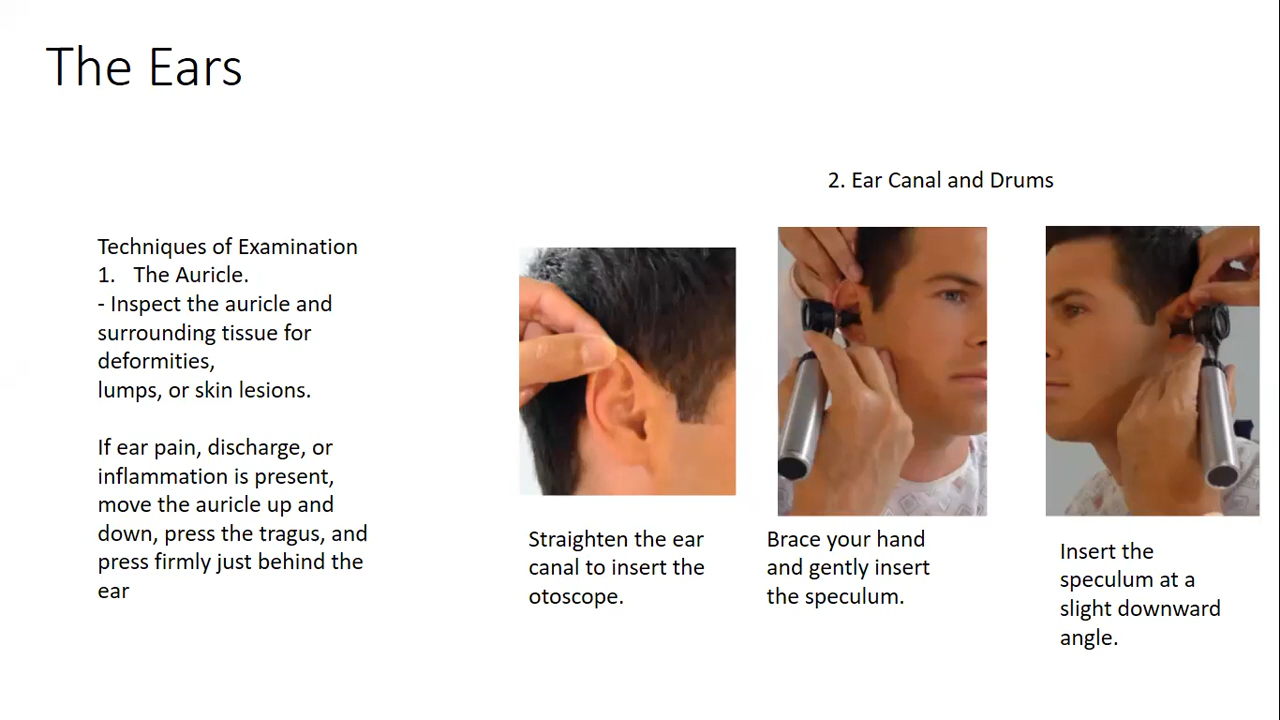 The Ears
2. Ear Canal and Drums
Techniques of Examination
1. The Auricle.
- Inspect the auricle and
surrounding tissue for
deformities,
lumps, or skin lesions.
If ear pain, discharge, or
inflammation is present,
move the auricle up and
down, press the tragus, and
press firmly just behind the
ear
Straighten the ear
canal to insert the
otoscope.
Brace your hand
and gently insert
the speculum.
Insert the
speculum at a
slight downward
angle.